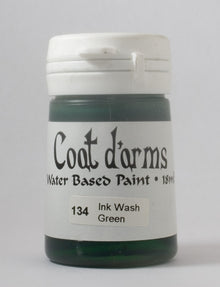 Coat d'arms
Water Based Paint • 18ml
134 Ink Wash
Green